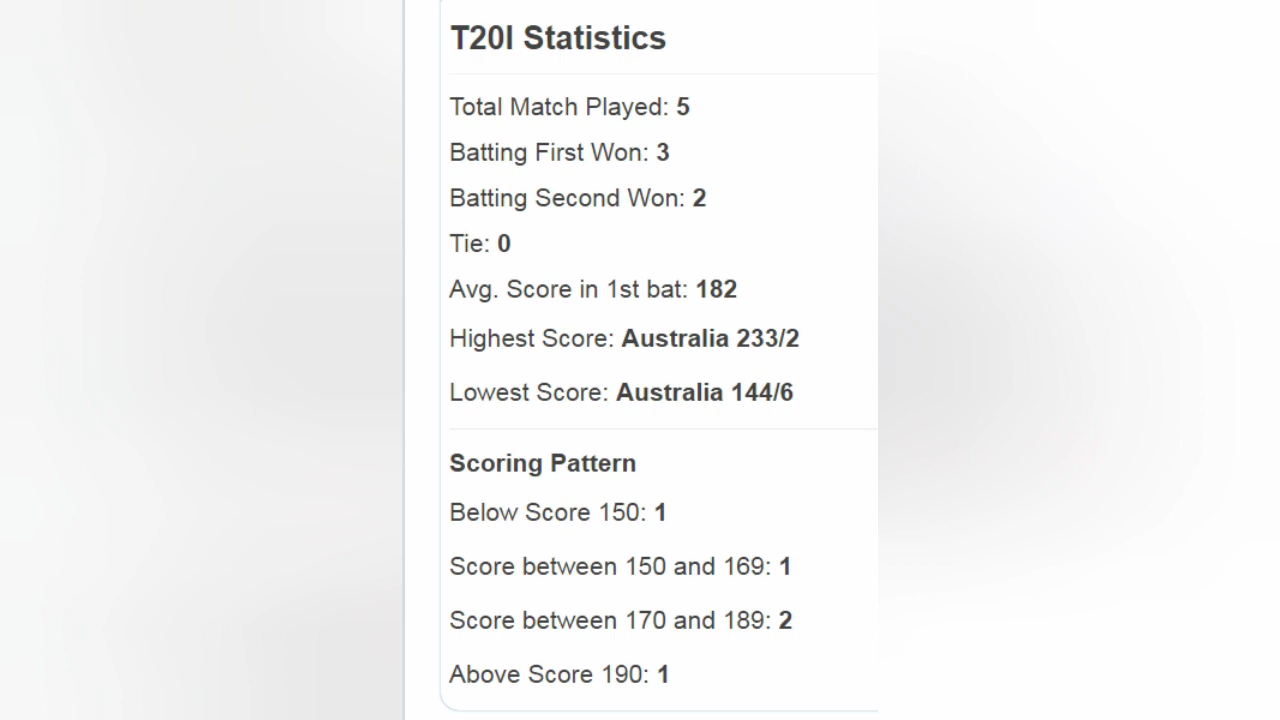 T20I Statistics
Total Match Played: 5
Batting First Won: 3
Batting Second Won: 2
Tie: 0
Avg. Score in 1st bat: 182
Highest Score: Australia 233/2
Lowest Score: Australia 144/6
Scoring Pattern
Below Score 150: 1
Score between 150 and 169: 1
Score between 170 and 189: 2
Above Score 190: 1